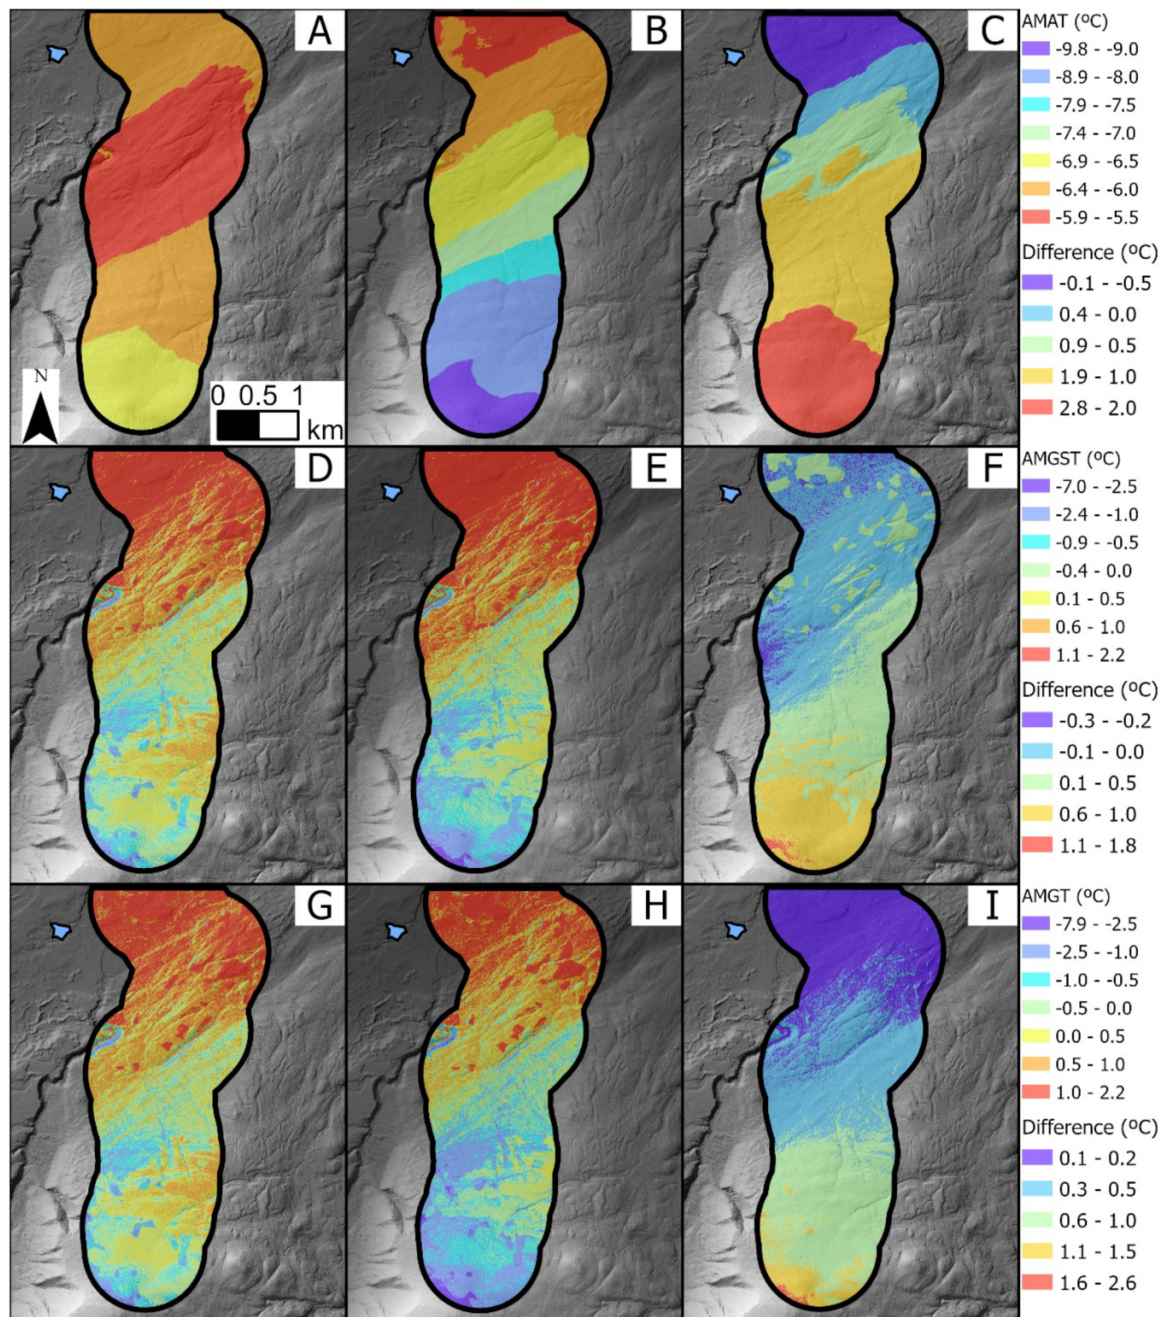 A
B
C
AMAT (ºC)
-9.8 - -9.0
-8.9 - -8.0
-7.9 - -7.5
-7.4 - -7.0
-6.9 - -6.5
-6.4 - -6.0
-5.9 - -5.5
Difference (ºC)
-0.1 - -0.5
0.4 - 0.0
0.9 - 0.5
1.9 - 1.0
2.8 - 2.0
N
0 0.5 1
km
D
E
F
AMGST (ºC)
-7.0 - -2.5
-2.4 - -1.0
-0.9 - -0.5
-0.4 - 0.0
0.1 - 0.5
0.6 - 1.0
1.1 - 2.2
Difference (ºC)
-0.3 - -0.2
-0.1 - 0.0
0.1 - 0.5
0.6 - 1.0
1.1 - 1.8
G
H
I
AMGT (ºC)
-7.9 - -2.5
-2.5 - -1.0
-1.0 - -0.5
-0.5 - 0.0
0.0 - 0.5
0.5 - 1.0
1.0 - 2.2
Difference (ºC)
0.1 - 0.2
0.3 - 0.5
0.6 - 1.0
1.1 - 1.5
1.6 - 2.6